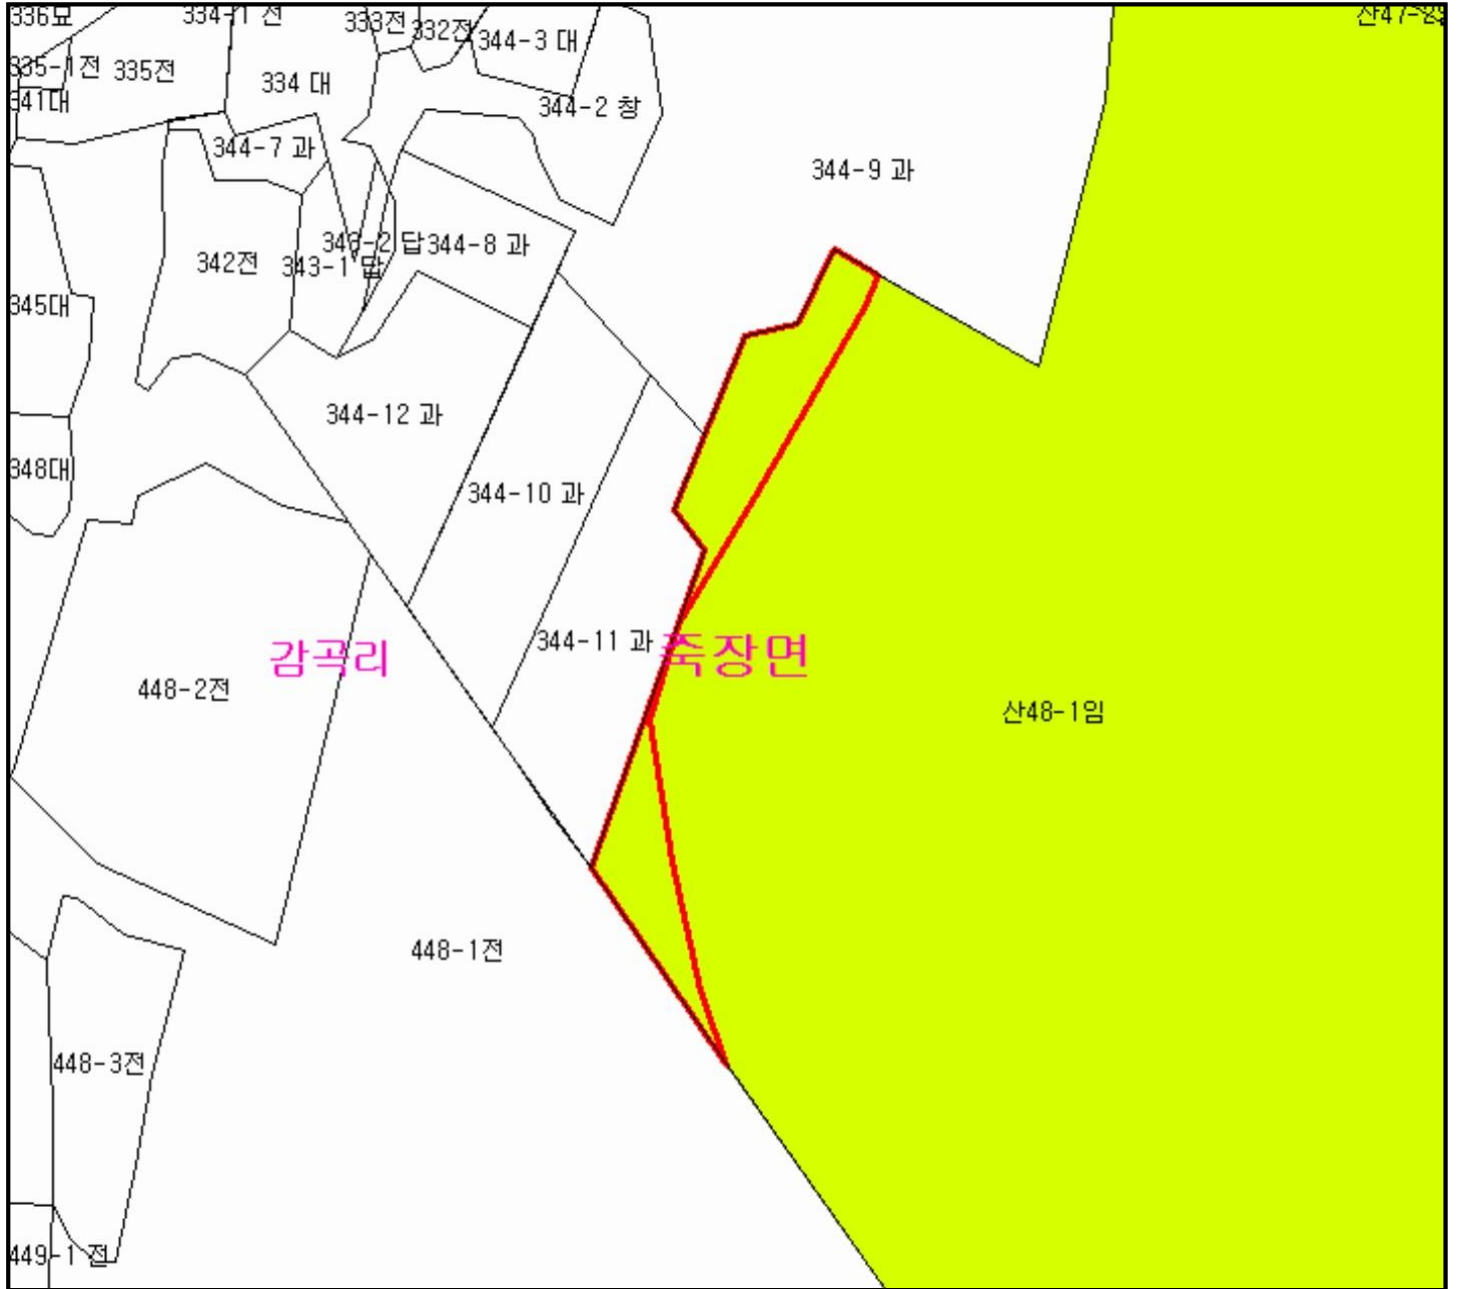 336묘
334-1 전
333전
332전
344-3 대
335-1전
335전
334 대
341대
344-2 창
344-7 과
344-9 과
343-2 답
344-8 과
342전
343-1 답
345대
344-12 과
348대
344-10 과
344-11 과
죽장면
감곡리
448-2전
산48-1임
448-1전
448-3전
449-1 전